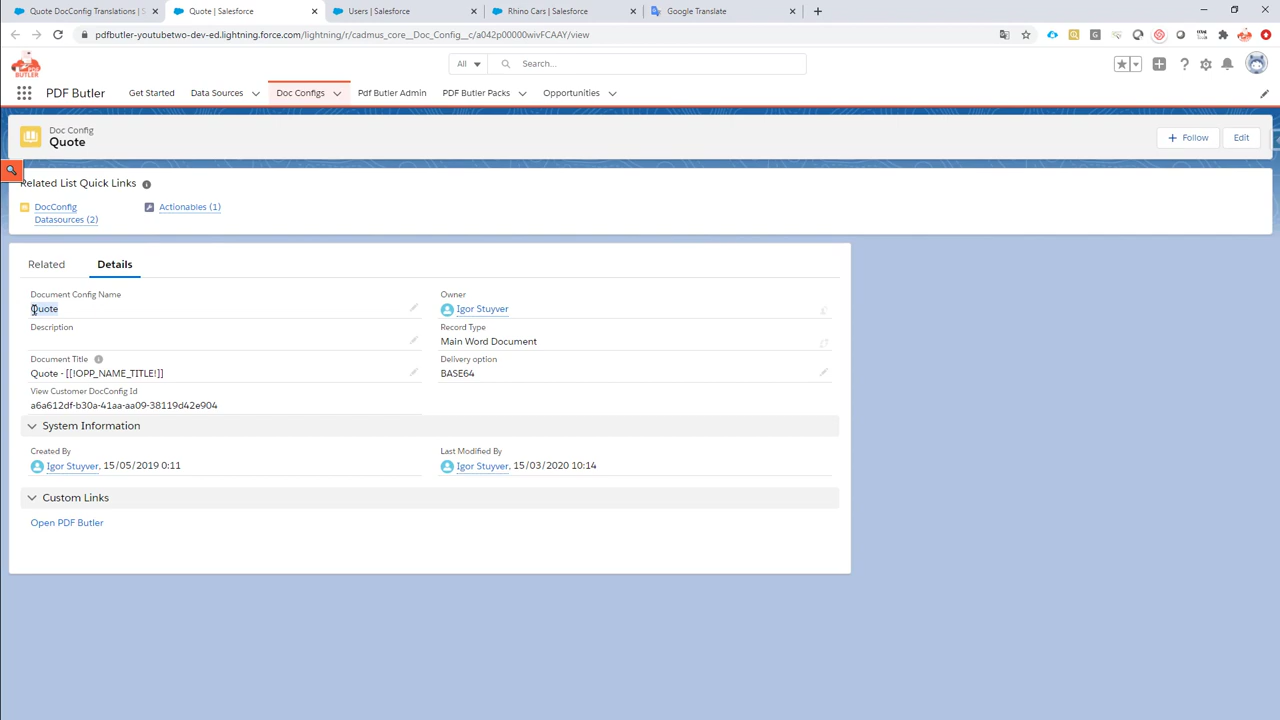 Quote DocConfig Translations | S
Quote | Salesforce
Users | Salesforce
Rhino Cars | Salesforce
Google Translate
pdfbutler-youtubetwo-dev-ed.lightning.force.com/lightning/r/cadmus_core__Doc_Config__c/a042p00000wivFCAAY/view
BUTLER
All
Search...
PDF Butler
Get Started
Data Sources
Doc Configs
Pdf Butler Admin
PDF Butler Packs
Opportunities
Doc Config
Quote
+ Follow
Edit
Related List Quick Links
DocConfig
Datasources (2)
Actionables (1)
Related
Details
Document Config Name
Quote
Owner
Igor Stuyver
Description
Record Type
Main Word Document
Document Title
Quote - [[!OPP_NAME_TITLE!]]
Delivery option
BASE64
View Customer DocConfig Id
a6a612df-b30a-41aa-aa09-38119d42e904
System Information
Created By
Igor Stuyver, 15/05/2019 0:11
Last Modified By
Igor Stuyver, 15/03/2020 10:14
Custom Links
Open PDF Butler